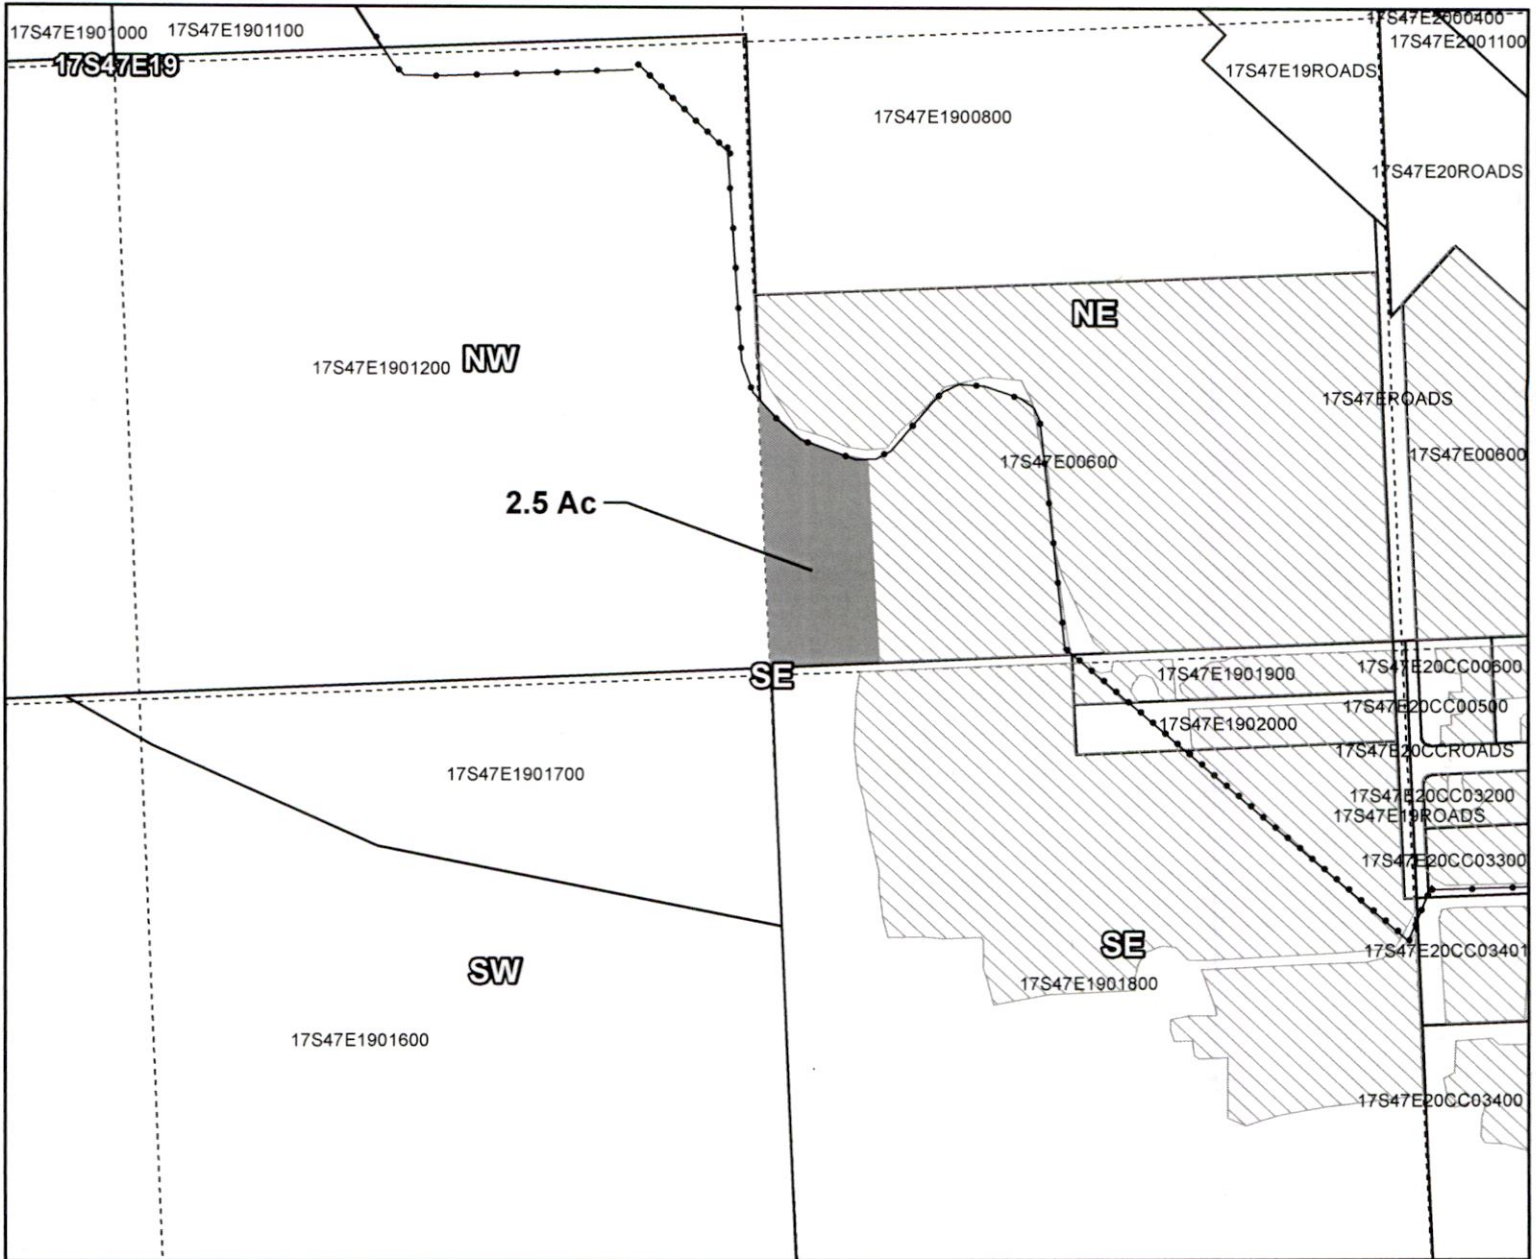 17S47E2000400
17S47E1901000
17S47E1901100
17S47E2001100
17S47E19
17S47E19ROADS
17S47E1900800
17S47E20ROADS
NE
17S47E1901200
NW
17S47EROADS
17S47E00600
17S47E00600
2.5 Ac
SE
17S47E1901900
17S47E20CC00600
17S47E20CC00500
17S47E1902000
17S47E20CCROADS
17S47E1901700
17S47E20CC03200
17S47E19ROADS
17S47E20CC03300
SE
17S47E20CC03401
SW
17S47E1901800
17S47E1901600
17S47E20CC03400